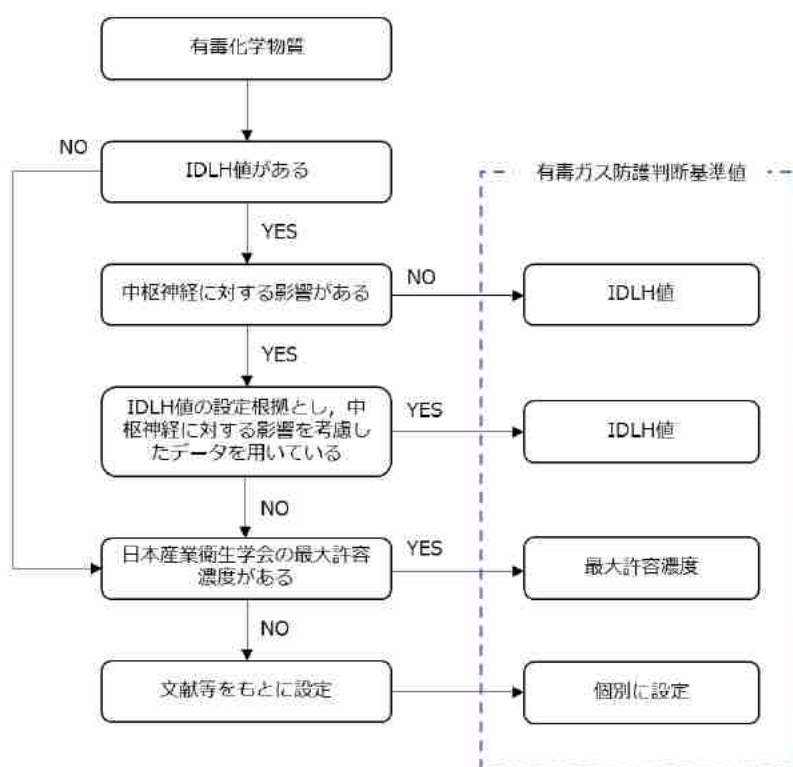 有毒化学物質
NO
IDLH値がある
有毒ガス防護判断基準値
YES
中枢神経に対する影響がある
NO
IDLH値
YES
IDLH値の設定根拠とし，中
枢神経に対する影響を考慮し
たデータを用いている
YES
IDLH値
NO
日本産業衛生学会の最大許容
濃度がある
YES
最大許容濃度
NO
文献等をもとに設定
個別に設定